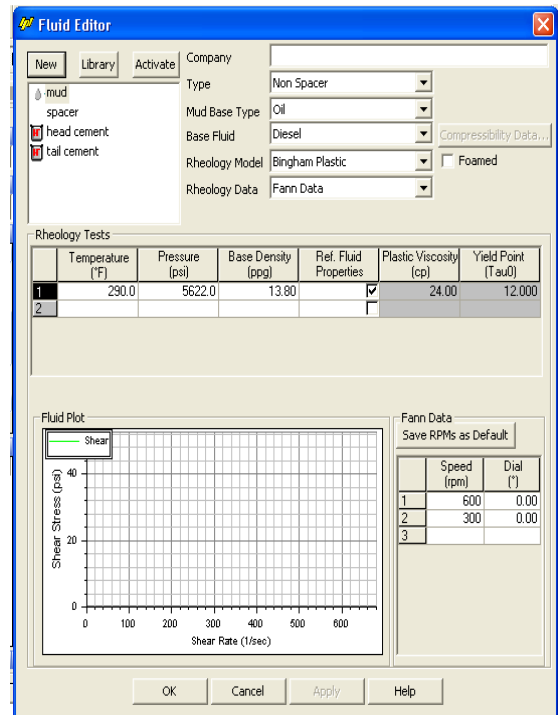 Fluid Editor
New Library Activate
Company
Type Non Spacer
Mud Base Type Oil
Base Fluid Diesel Compressibility Data...
Rheology Model Bingham Plastic Foamed
Rheology Data Fann Data
mud
spacer
head cement
tail cement
Rheology Tests
Temperature (°F) Pressure (psi) Base Density (ppg) Ref. Fluid Properties Plastic Viscosity (cp) Yield Point (Tau0)
1 290.0 5622.0 13.80 24.00 12.000
2
Fluid Plot
Shear
Shear Stress (psi)
40
20
0
0 100 200 300 400 500 600
Shear Rate (1/sec)
Fann Data
Save RPMs as Default
Speed (rpm) Dial (°)
1 600 0.00
2 300 0.00
3
OK Cancel Apply Help